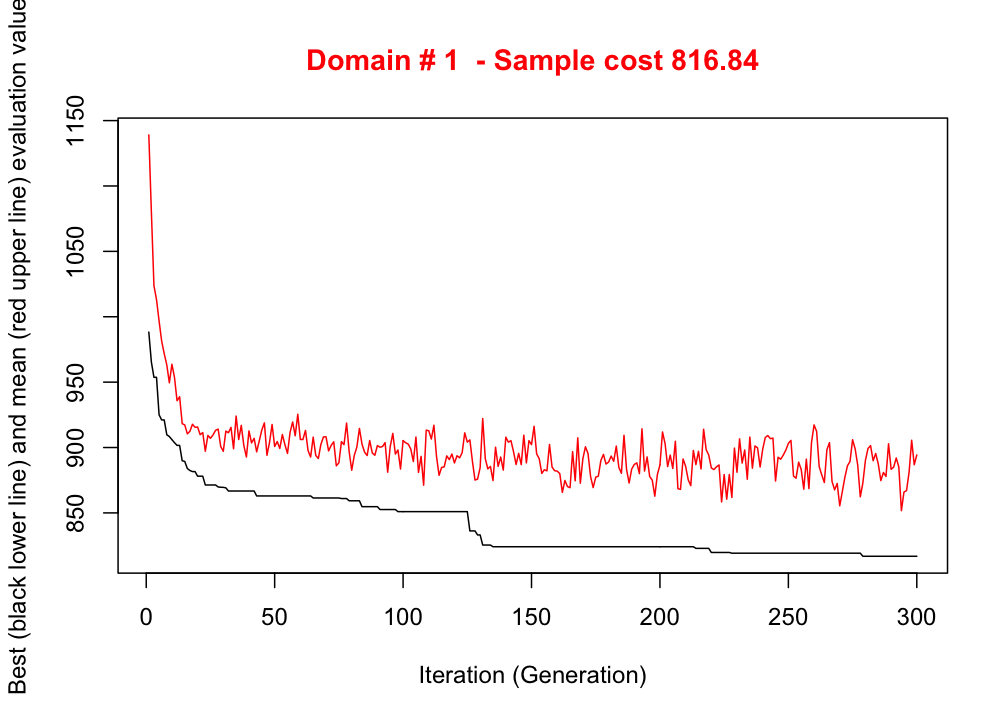 Domain # 1  - Sample cost 816.84
Best (black lower line) and mean (red upper line) evaluation value
1150
1050
950
900
850
0 50 100 150 200 250 300
Iteration (Generation)